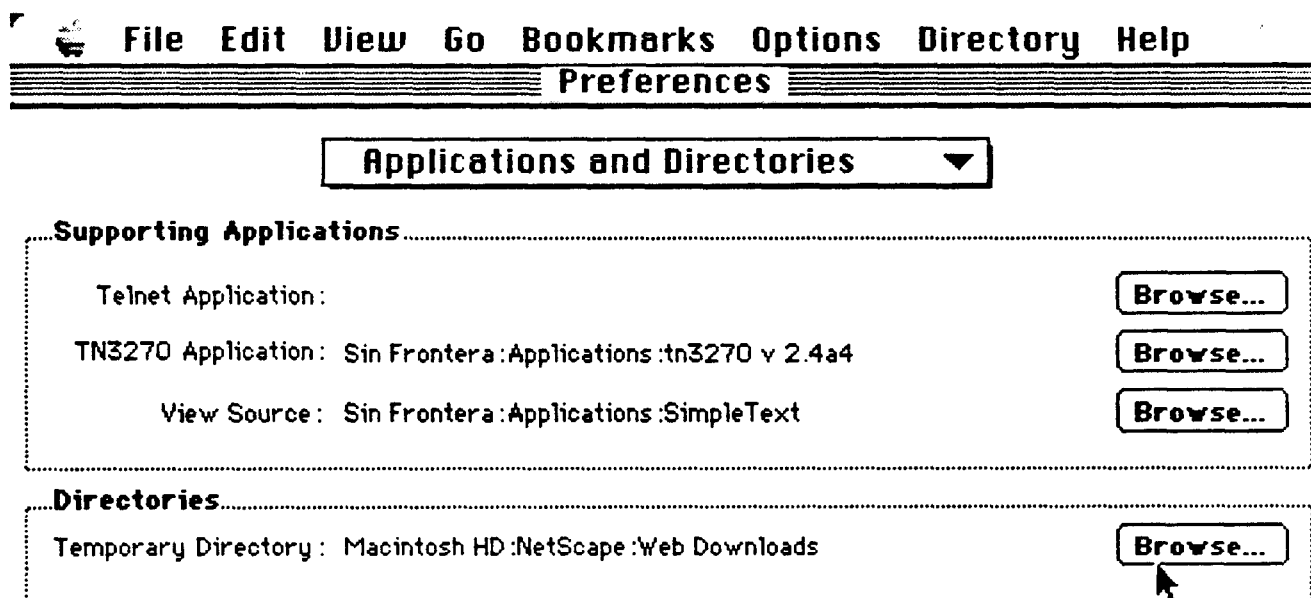 File Edit View Go Bookmarks Options Directory Help
Preferences
Applications and Directories
Supporting Applications
Telnet Application: Browse...
TN3270 Application: Sin Frontera:Applications:tn3270 v 2.4a4 Browse...
View Source: Sin Frontera:Applications:SimpleText Browse...
Directories
Temporary Directory: Macintosh HD:NetScape:Web Downloads Browse...